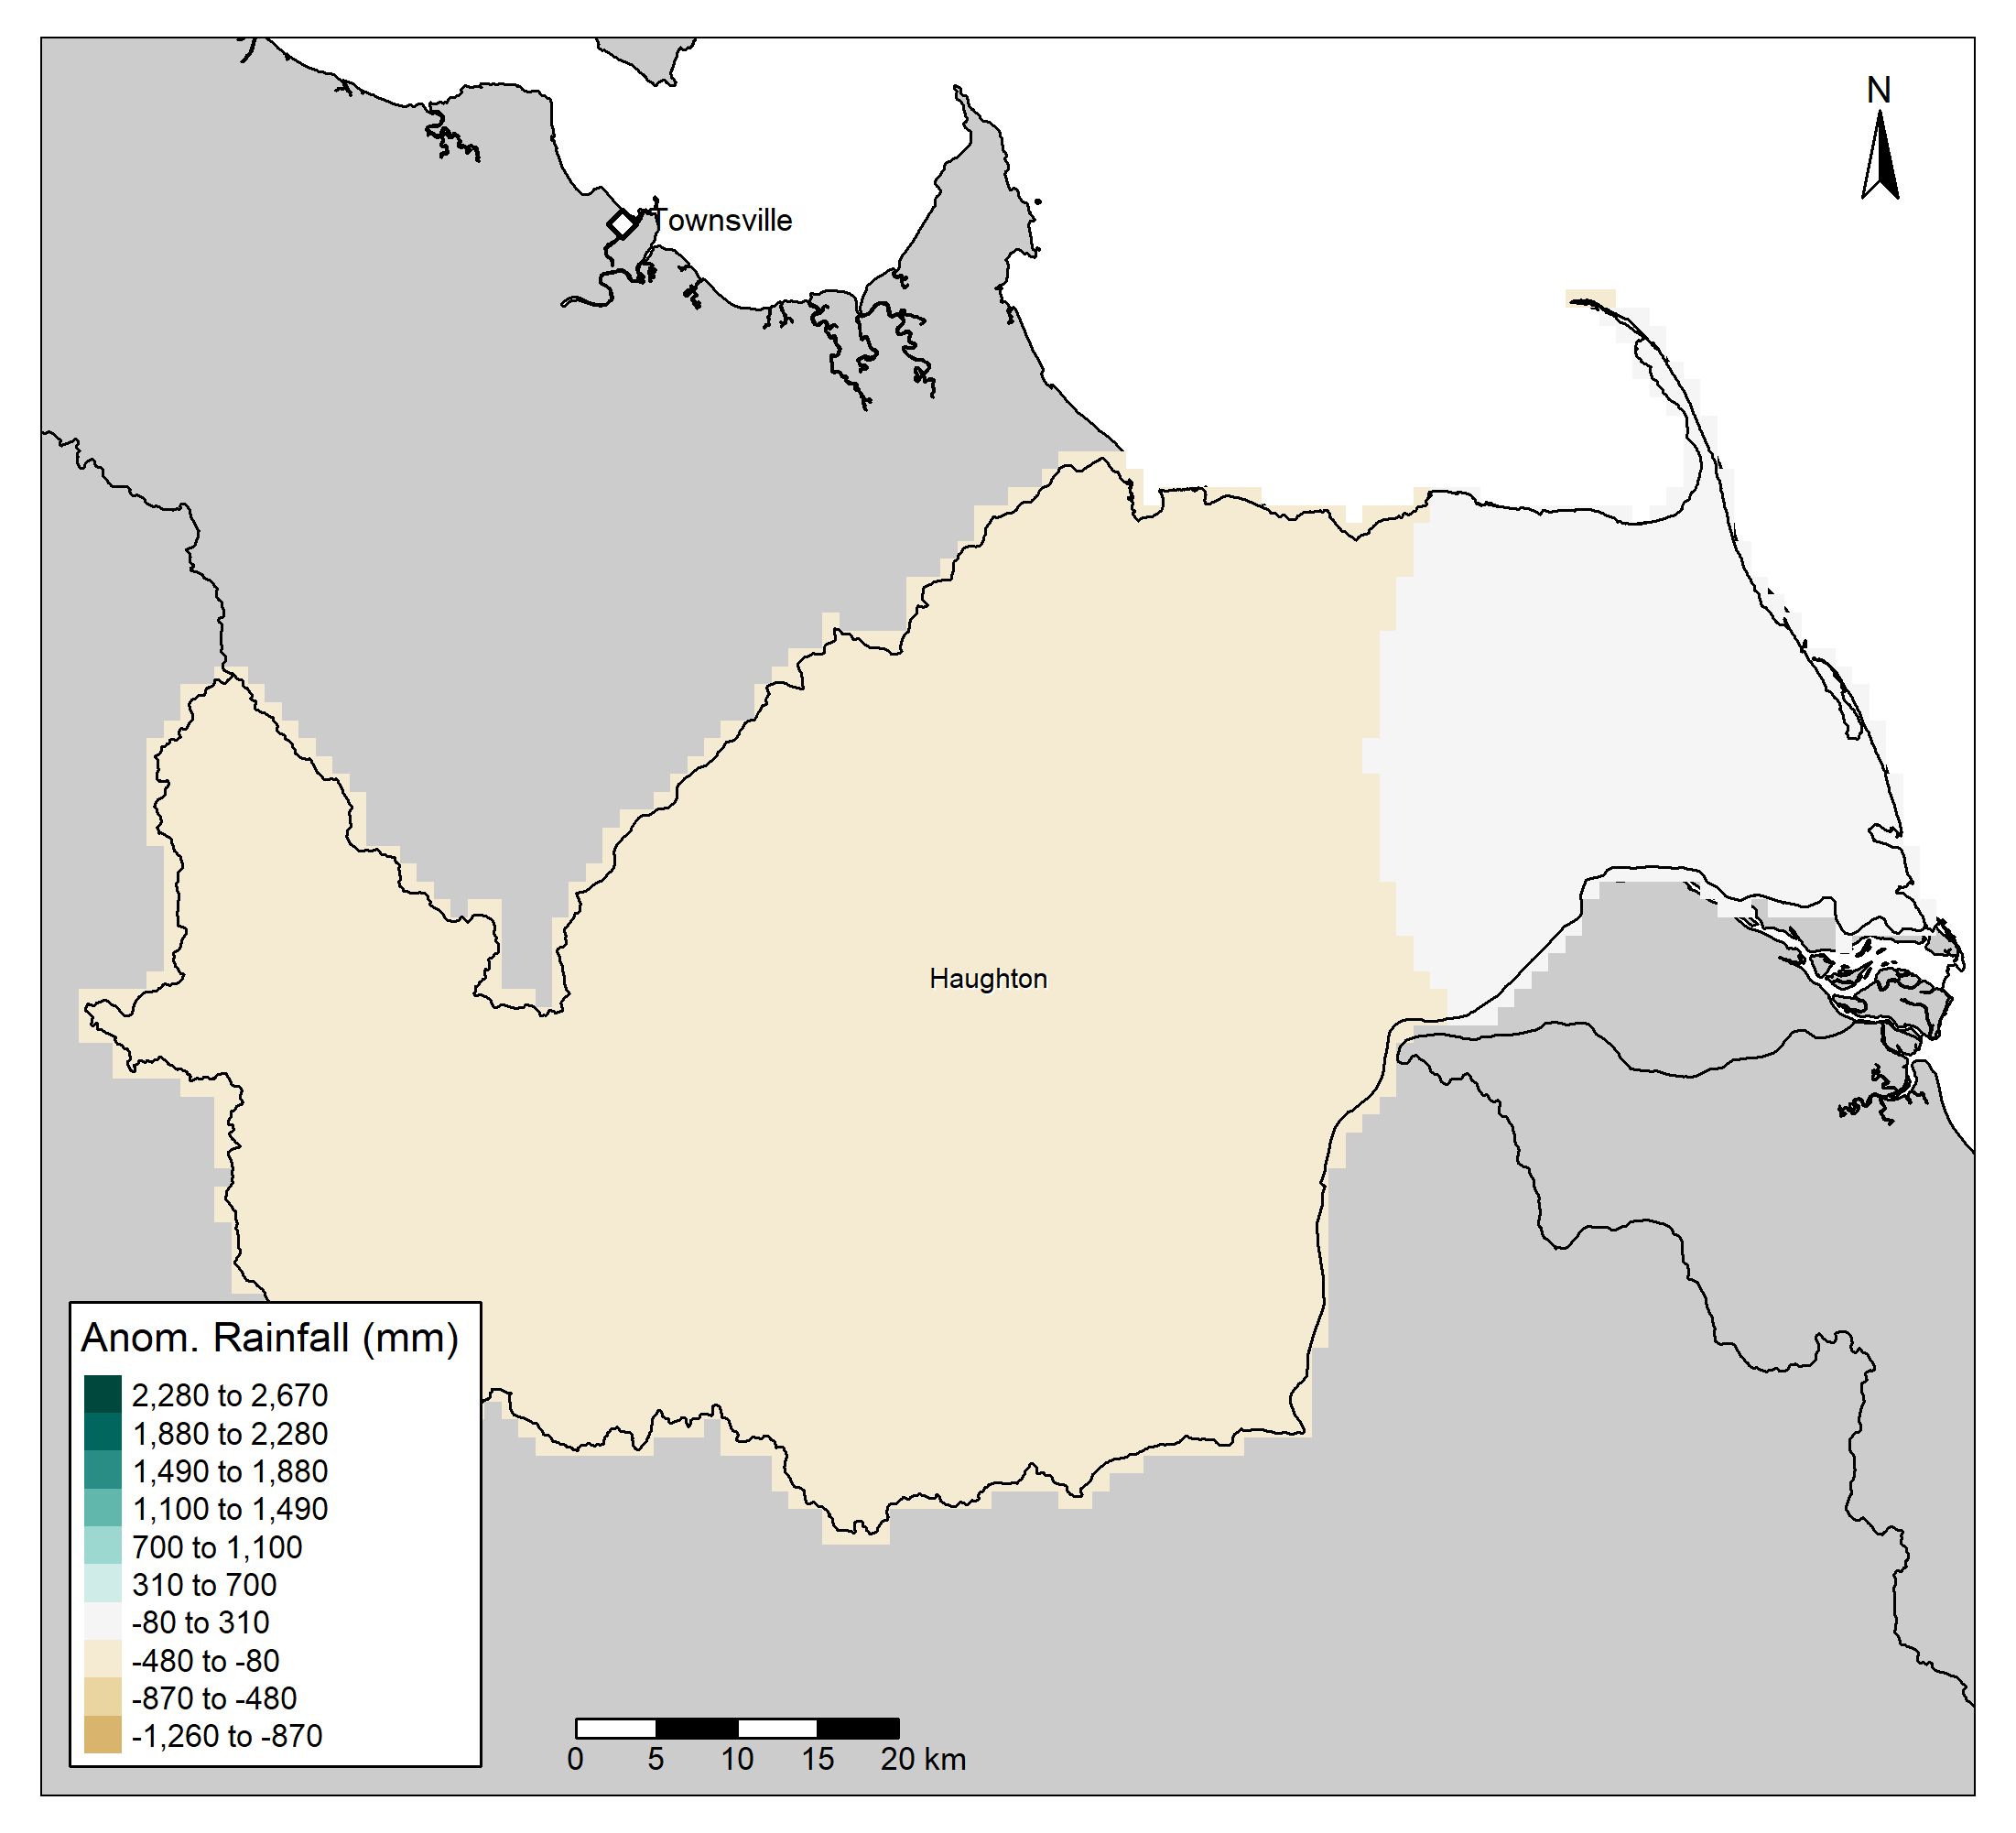 N
Townsville
Haughton
Anom. Rainfall (mm)
2,280 to 2,670
1,880 to 2,280
1,490 to 1,880
1,100 to 1,490
700 to 1,100
310 to 700
-80 to 310
-480 to -80
-870 to -480
-1,260 to -870
0 5 10 15 20 km